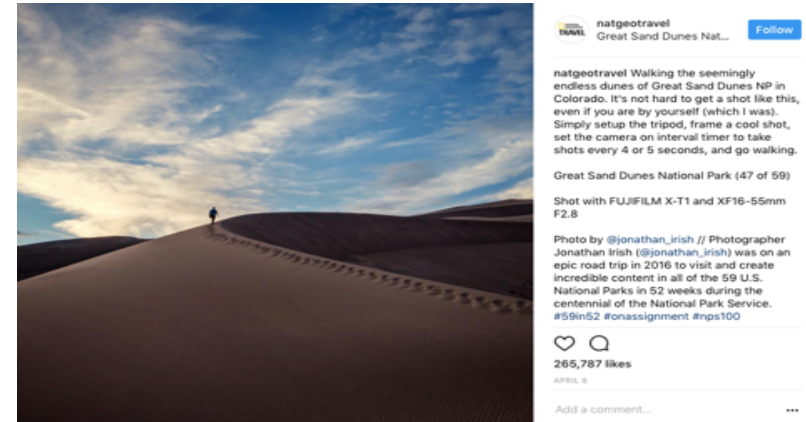 TRAVEL
natgeotravel
Great Sand Dunes Nat...
Follow
natgeotravel Walking the seemingly
endless dunes of Great Sand Dunes NP in
Colorado. It's not hard to get a shot like this,
even if you are by yourself (which I was).
Simply setup the tripod, frame a cool shot,
set the camera on interval timer to take
shots every 4 or 5 seconds, and go walking.
Great Sand Dunes National Park (47 of 59)
Shot with FUJIFILM X-T1 and XF16-55mm
F2.8
Photo by @jonathan_irish // Photographer
Jonathan Irish (@jonathan_irish) was on an
epic road trip in 2016 to visit and create
incredible content in all of the 59 U.S.
National Parks in 52 weeks during the
centennial of the National Park Service.
#59in52 #onassignment #nps100
265,787 likes
APRIL 8
Add a comment...